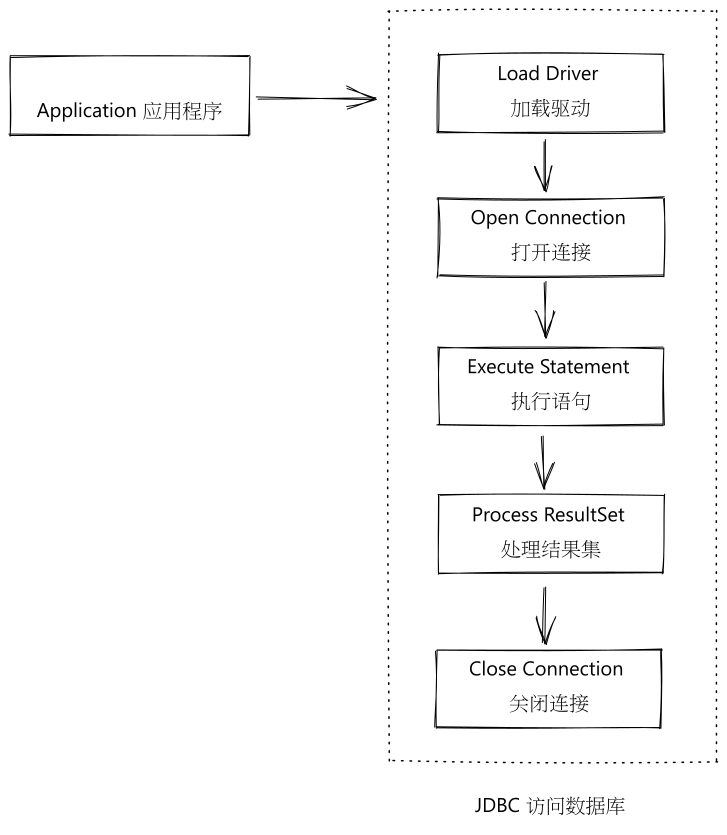 Application 应用程序
Load Driver
加载驱动
Open Connection
打开连接
Execute Statement
执行语句
Process ResultSet
处理结果集
Close Connection
关闭连接
JDBC 访问数据库